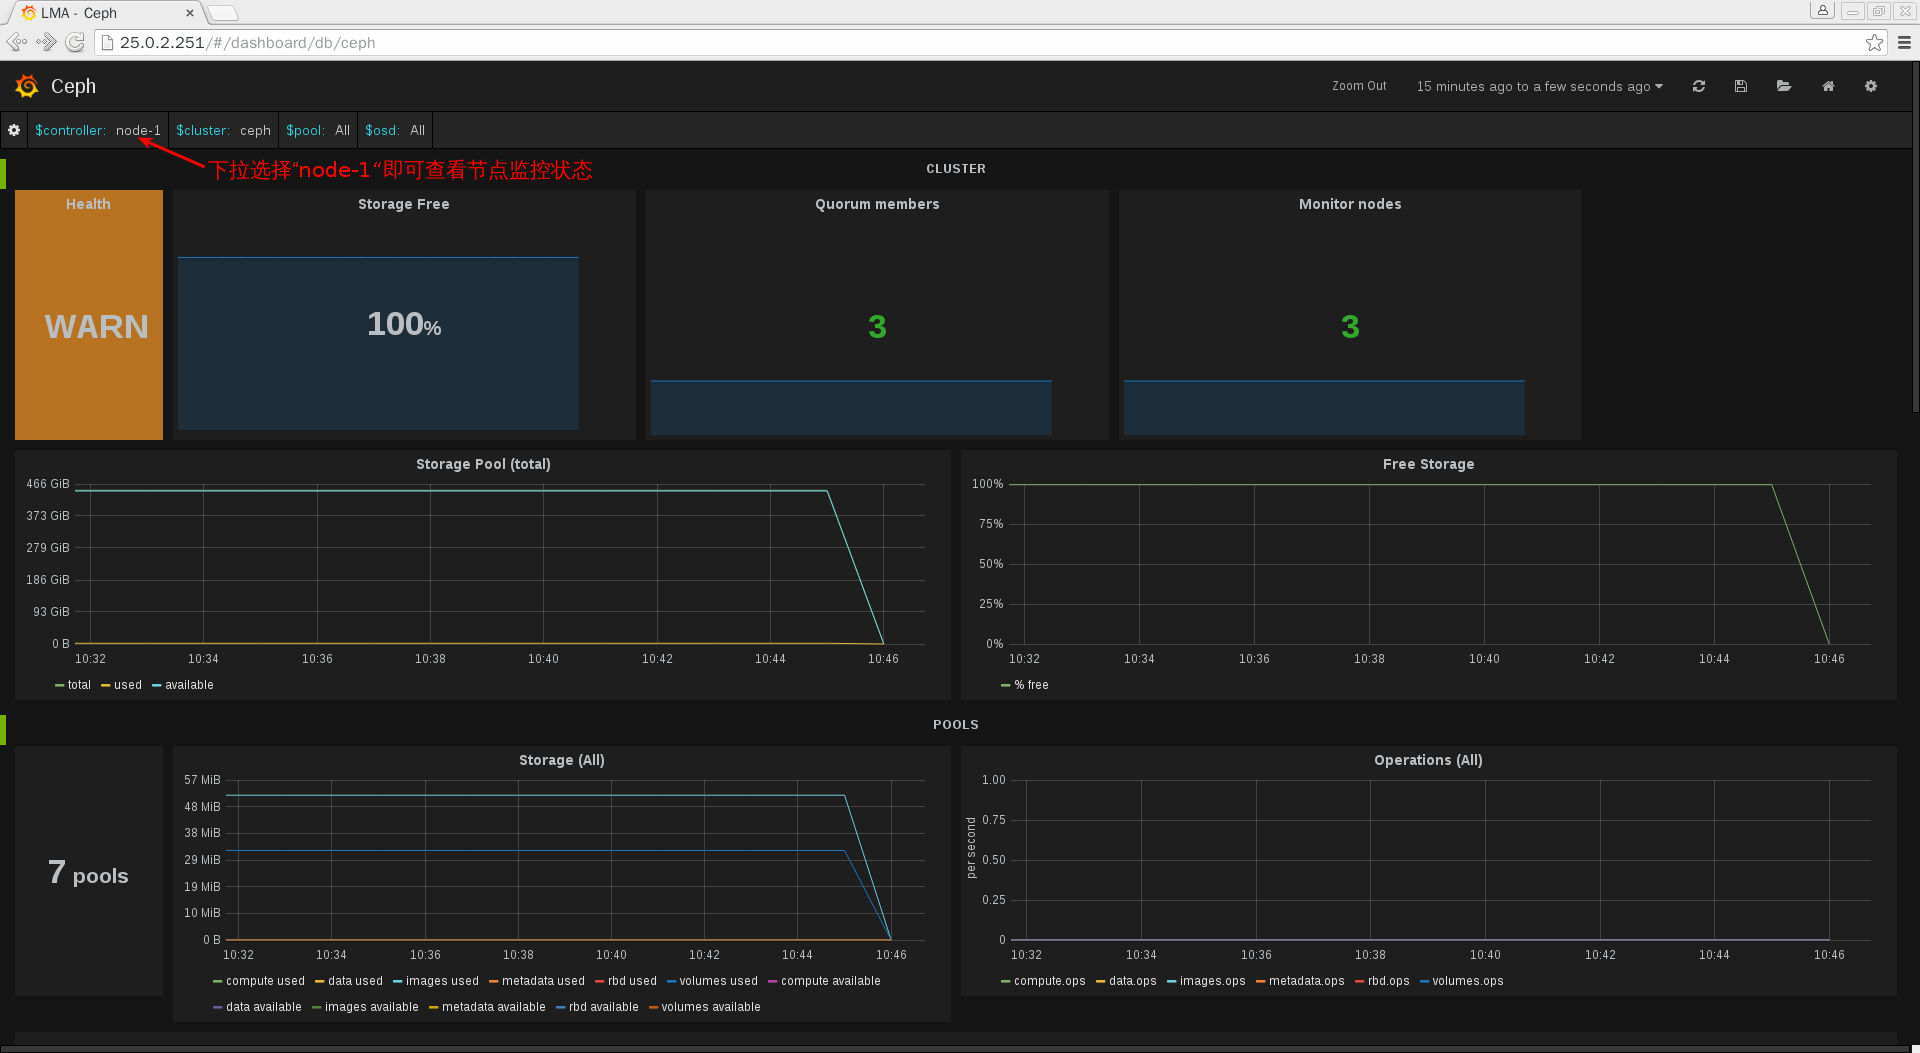 LMA - Ceph
25.0.2.251/#/dashboard/db/ceph
Ceph
Zoom Out 15 minutes ago to a few seconds ago
$controller: node-1 $cluster: ceph $pool: All $osd: All
下拉选择“node-1“即可查看节点监控状态
CLUSTER
Health
WARN
Storage Free
100%
Quorum members
3
Monitor nodes
3
Storage Pool (total)
466 GiB
373 GiB
279 GiB
186 GiB
93 GiB
0 B
10:32 10:34 10:36 10:38 10:40 10:42 10:44 10:46
total used available
Free Storage
100%
75%
50%
25%
0%
10:32 10:34 10:36 10:38 10:40 10:42 10:44 10:46
% free
POOLS
7 pools
Storage (All)
57 MiB
48 MiB
38 MiB
29 MiB
19 MiB
10 MiB
0 B
10:32 10:34 10:36 10:38 10:40 10:42 10:44 10:46
compute used data used images used metadata used rbd used volumes used compute available
data available images available metadata available rbd available volumes available
Operations (All)
per second
1.00
0.75
0.50
0.25
0
10:32 10:34 10:36 10:38 10:40 10:42 10:44 10:46
compute.ops data.ops images.ops metadata.ops rbd.ops volumes.ops